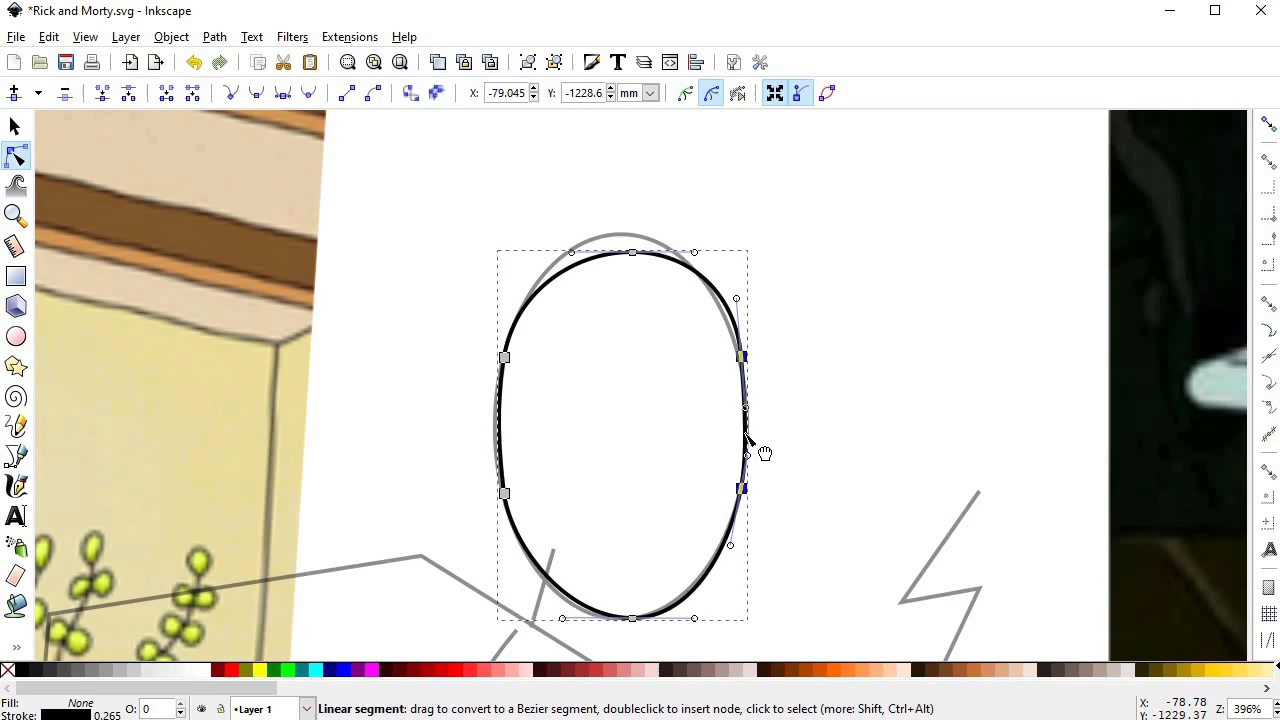 *Rick and Morty.svg - Inkscape
File Edit View Layer Object Path Text Filters Extensions Help
X: -79.045 Y: -1228.6 mm
Fill: None O: 0 •Layer 1 Linear segment: drag to convert to a Bezier segment, doubleclick to insert node, click to select (more: Shift, Ctrl+Alt) X: -78.78 Z: 396%
Stroke: 0.265 Y: -1229.37